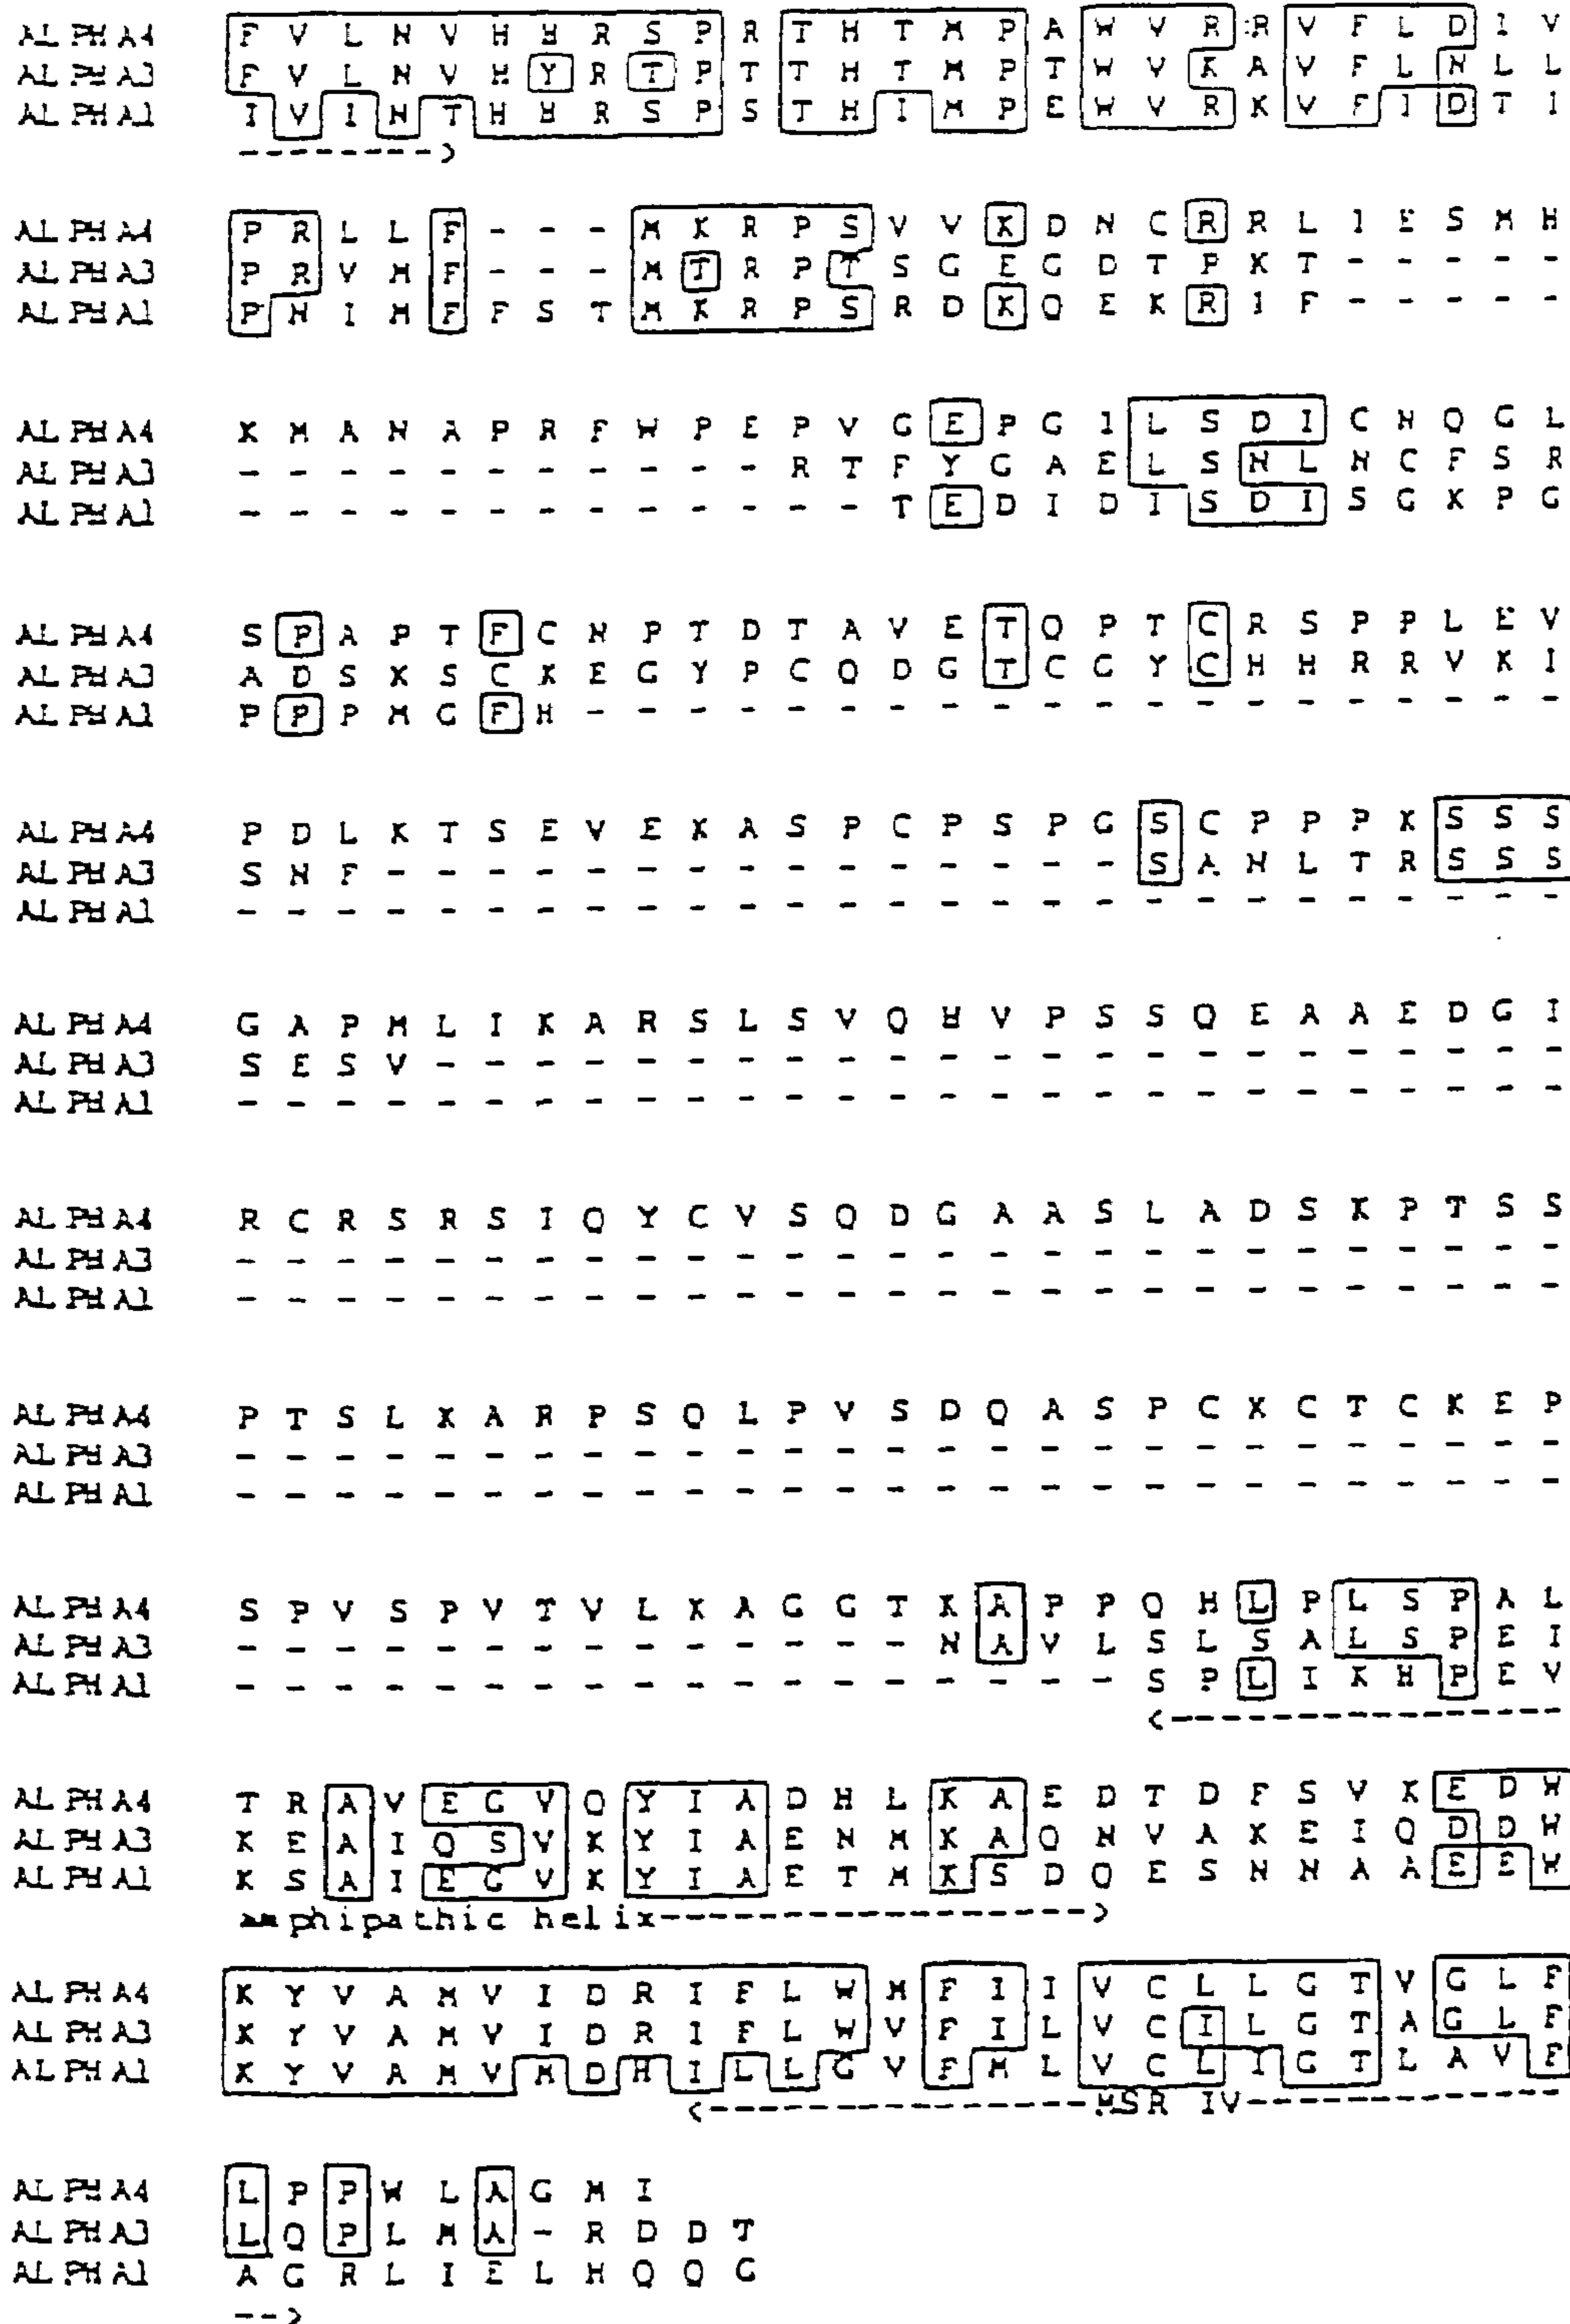 ALPHA4 F V L N V H H R S P R T H T M P A W V R R V F L D I V
ALPHA3 F V L N V H Y R T P T T H T M P T W V K A V F L N L L
ALPHA1 I V I N T H H R S P S T H I M P E W V R K V F I D T I
-------->
ALPHA4 P R L L F - - - M K R P S V V K D N C R R L I E S M H
ALPHA3 P R V M F - - - M T R P T S G E G D T P K T - - - - -
ALPHA1 P N I M F F S T M K R P S R D K Q E K R I F - - - - -
ALPHA4 K M A N A P R F W P E P V G E P G I L S D I C N Q G L
ALPHA3 - - - - - - - - - - - R T F Y G A E L S N L N C F S R
ALPHA1 - - - - - - - - - - - - - T E D I D I S D I S G K P G
ALPHA4 S P A P T F C N P T D T A V E T Q P T C R S P P L E V
ALPHA3 A D S K S C K E G Y P C Q D G T C G Y C H H R R V K I
ALPHA1 P P P M G F H - - - - - - - - - - - - - - - - - - - -
ALPHA4 P D L K T S E V E K A S P C P S P G S C P P P K S S S
ALPHA3 S N F - - - - - - - - - - - - - - - S A N L T R S S S
ALPHA1 - - - - - - - - - - - - - - - - - - - - - - - - - - -
ALPHA4 G A P M L I K A R S L S V Q H V P S S Q E A A E D G I
ALPHA3 S E S V - - - - - - - - - - - - - - - - - - - - - - -
ALPHA1 - - - - - - - - - - - - - - - - - - - - - - - - - - -
ALPHA4 R C R S R S I Q Y C V S Q D G A A S L A D S K P T S S
ALPHA3 - - - - - - - - - - - - - - - - - - - - - - - - - - -
ALPHA1 - - - - - - - - - - - - - - - - - - - - - - - - - - -
ALPHA4 P T S L K A R P S Q L P V S D Q A S P C K C T C K E P
ALPHA3 - - - - - - - - - - - - - - - - - - - - - - - - - - -
ALPHA1 - - - - - - - - - - - - - - - - - - - - - - - - - - -
ALPHA4 S P V S P V T V L K A G G T K A P P Q H L P L S P A L
ALPHA3 - - - - - - - - - - - - - - N A V L S L S A L S P E I
ALPHA1 - - - - - - - - - - - - - - - - - - S P L I K H P E V
<----------------
ALPHA4 T R A V E G V Q Y I A D H L K A E D T D F S V K E D W
ALPHA3 K E A I Q S V K Y I A E N M K A Q N V A K E I Q D D W
ALPHA1 K S A I E G V K Y I A E T M K S D Q E S N N A A E E W
amphipathic helix------------------>
ALPHA4 K Y V A M V I D R I F L W M F I I V C L L G T V G L F
ALPHA3 K Y V A M V I D R I F L W V F I L V C I L G T A G L F
ALPHA1 K Y V A M V M D H I L L G V F M L V C L I G T L A V F
<----------------MSR IV-------------
ALPHA4 L P P W L A G M I
ALPHA3 L Q P L M A - R D D T
ALPHA1 A G R L I E L H Q Q G
-->